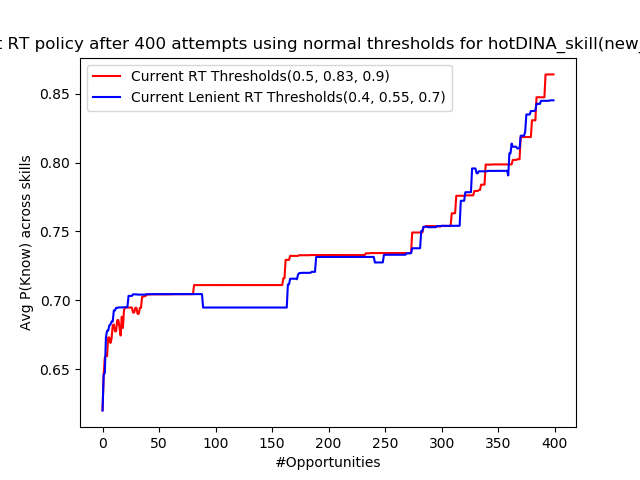 t RT policy after 400 attempts using normal thresholds for hotDINA_skill(new_
Current RT Thresholds(0.5, 0.83, 0.9)
Current Lenient RT Thresholds(0.4, 0.55, 0.7)
Avg P(Know) across skills
0.85
0.80
0.75
0.70
0.65
0 50 100 150 200 250 300 350 400
#Opportunities